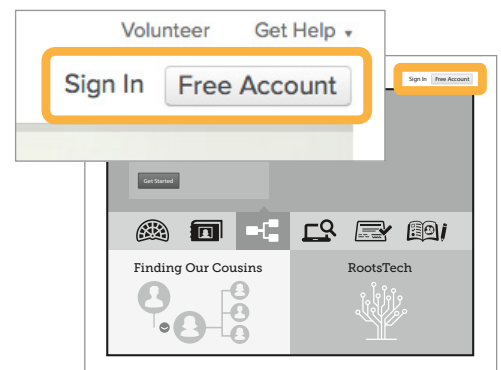 Volunteer Get Help
Sign In Free Account
Sign In Free Account
Get Started
Finding Our Cousins RootsTech